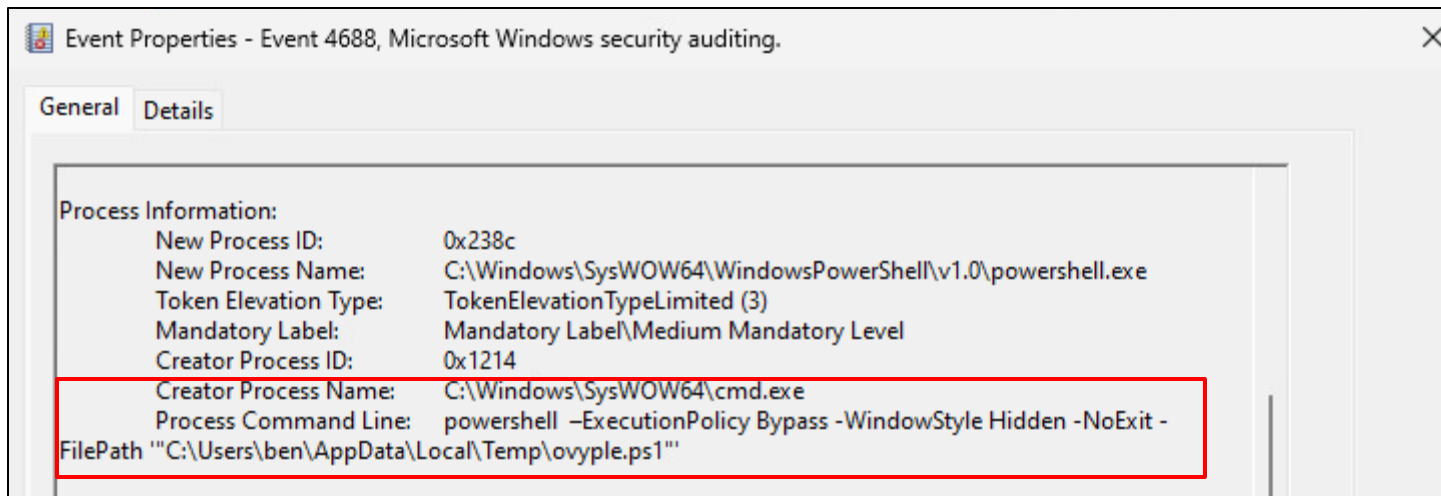 Event Properties - Event 4688, Microsoft Windows security auditing.
General Details
Process Information:
New Process ID: 0x238c
New Process Name: C:\Windows\SysWOW64\WindowsPowerShell\v1.0\powershell.exe
Token Elevation Type: TokenElevationTypeLimited (3)
Mandatory Label: Mandatory Label\Medium Mandatory Level
Creator Process ID: 0x1214
Creator Process Name: C:\Windows\SysWOW64\cmd.exe
Process Command Line: powershell –ExecutionPolicy Bypass -WindowStyle Hidden -NoExit -
FilePath '"C:\Users\ben\AppData\Local\Temp\ovyple.ps1"'